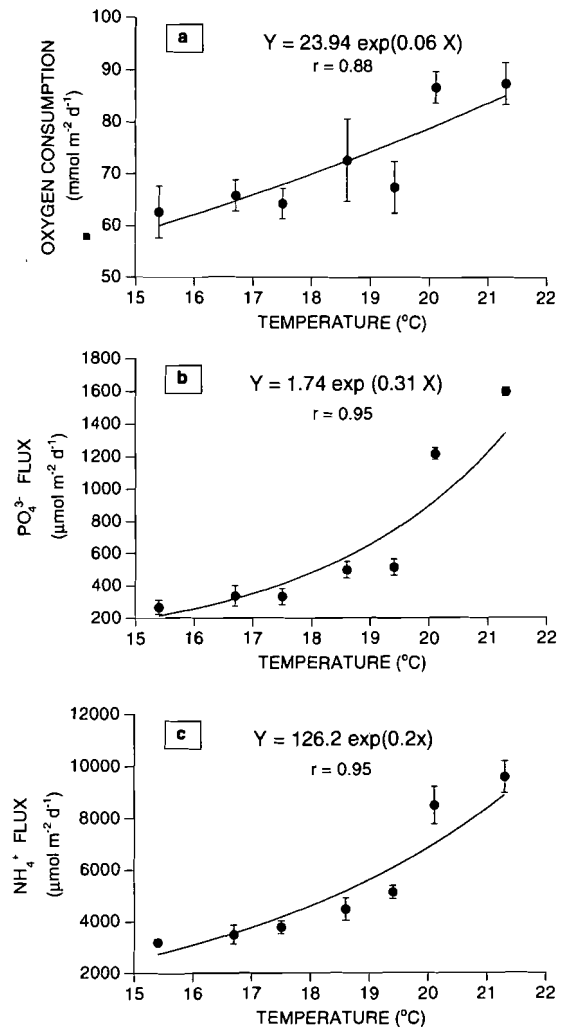 a
Y = 23.94 exp(0.06 X)
r = 0.88
OXYGEN CONSUMPTION
(mmol m⁻² d⁻¹)
100
90
80
70
60
50
15 16 17 18 19 20 21 22
TEMPERATURE (°C)
b
Y = 1.74 exp (0.31 X)
r = 0.95
PO₄³⁻ FLUX
(µmol m⁻² d⁻¹)
1800
1600
1400
1200
1000
800
600
400
200
15 16 17 18 19 20 21 22
TEMPERATURE (°C)
c
Y = 126.2 exp(0.2x)
r = 0.95
NH₄⁺ FLUX
(µmol m⁻² d⁻¹)
12000
10000
8000
6000
4000
2000
15 16 17 18 19 20 21 22
TEMPERATURE (°C)